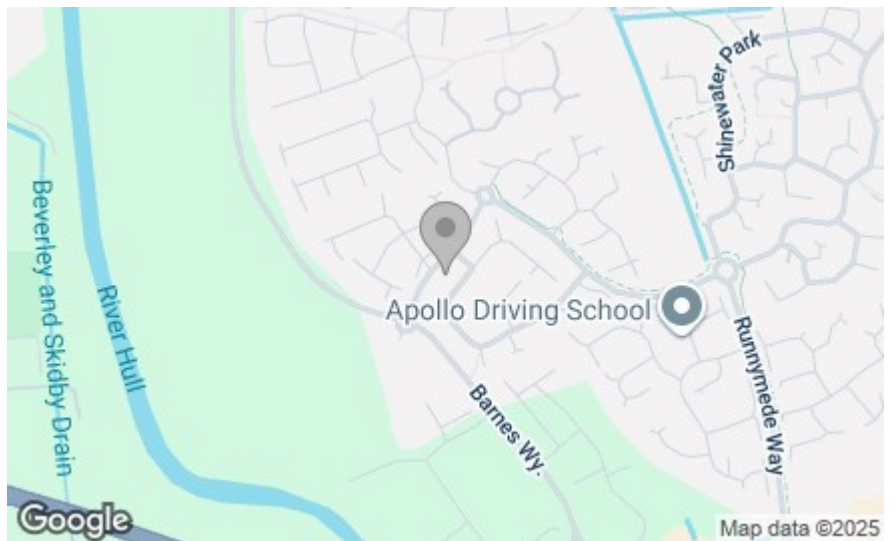 Shinewater Park
Beverley and Skidby Drain
River Hull
Apollo Driving School
Runnymede Way
Barnes Wy.
Google
Map data ©2025